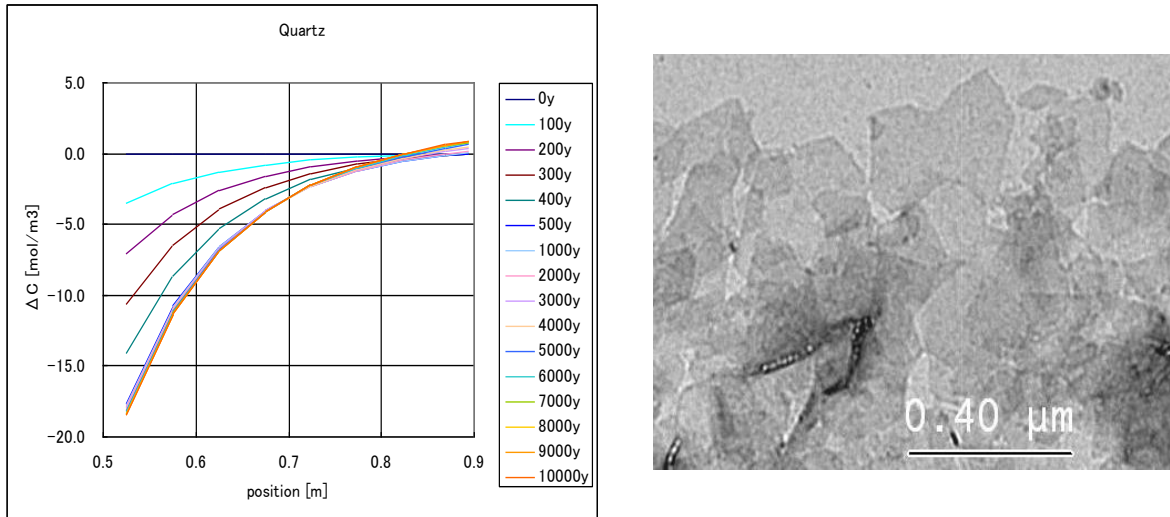 Quartz
5.0
0.0
-5.0
-10.0
-15.0
-20.0
ΔC [mol/m3]
0.5
0.6
0.7
0.8
0.9
position [m]
0y
100y
200y
300y
400y
500y
1000y
2000y
3000y
4000y
5000y
6000y
7000y
8000y
9000y
10000y
0.40 μm